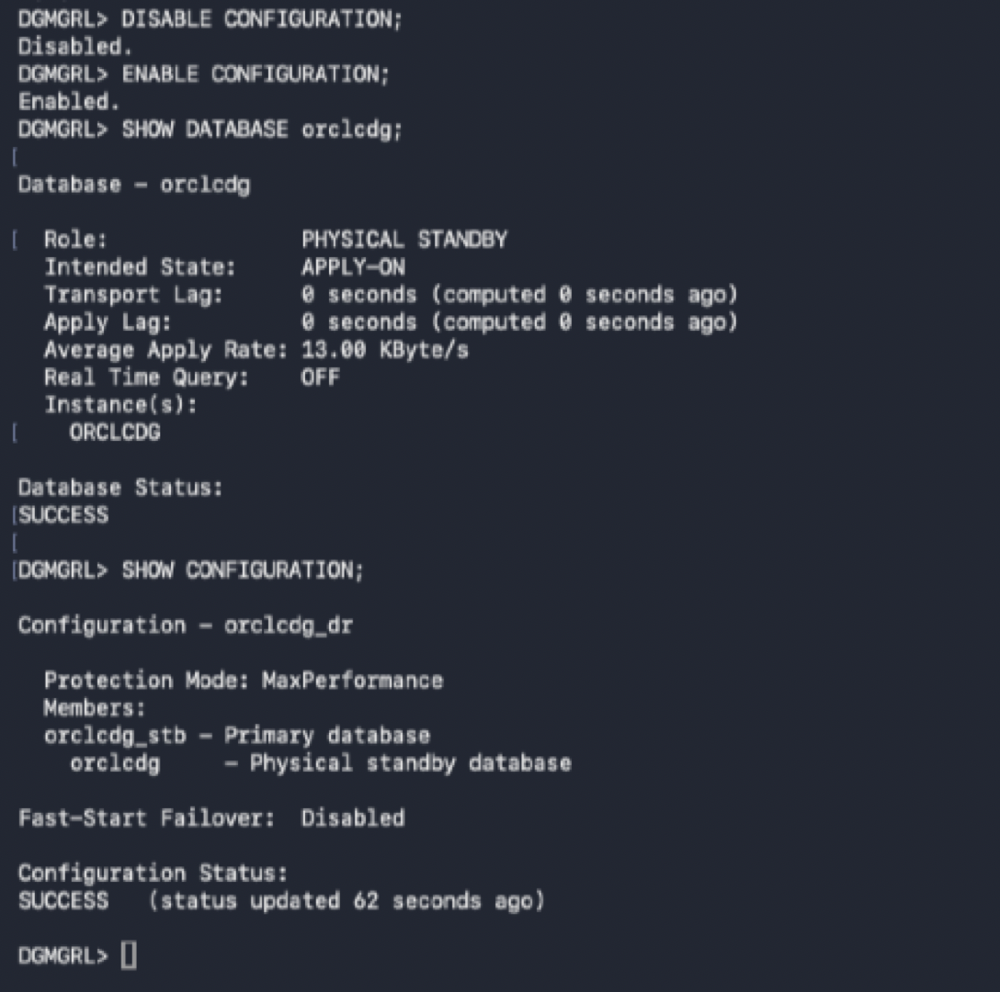 DGMGRL> DISABLE CONFIGURATION;
Disabled.
DGMGRL> ENABLE CONFIGURATION;
Enabled.
DGMGRL> SHOW DATABASE orclcdg;
[
Database – orclcdg
[ Role: PHYSICAL STANDBY
Intended State: APPLY-ON
Transport Lag: 0 seconds (computed 0 seconds ago)
Apply Lag: 0 seconds (computed 0 seconds ago)
Average Apply Rate: 13.00 KByte/s
Real Time Query: OFF
Instance(s):
[ ORCLCDG
Database Status:
[SUCCESS
[
[DGMGRL> SHOW CONFIGURATION;
Configuration – orclcdg_dr
Protection Mode: MaxPerformance
Members:
orclcdg_stb – Primary database
orclcdg – Physical standby database
Fast-Start Failover: Disabled
Configuration Status:
SUCCESS (status updated 62 seconds ago)
DGMGRL>